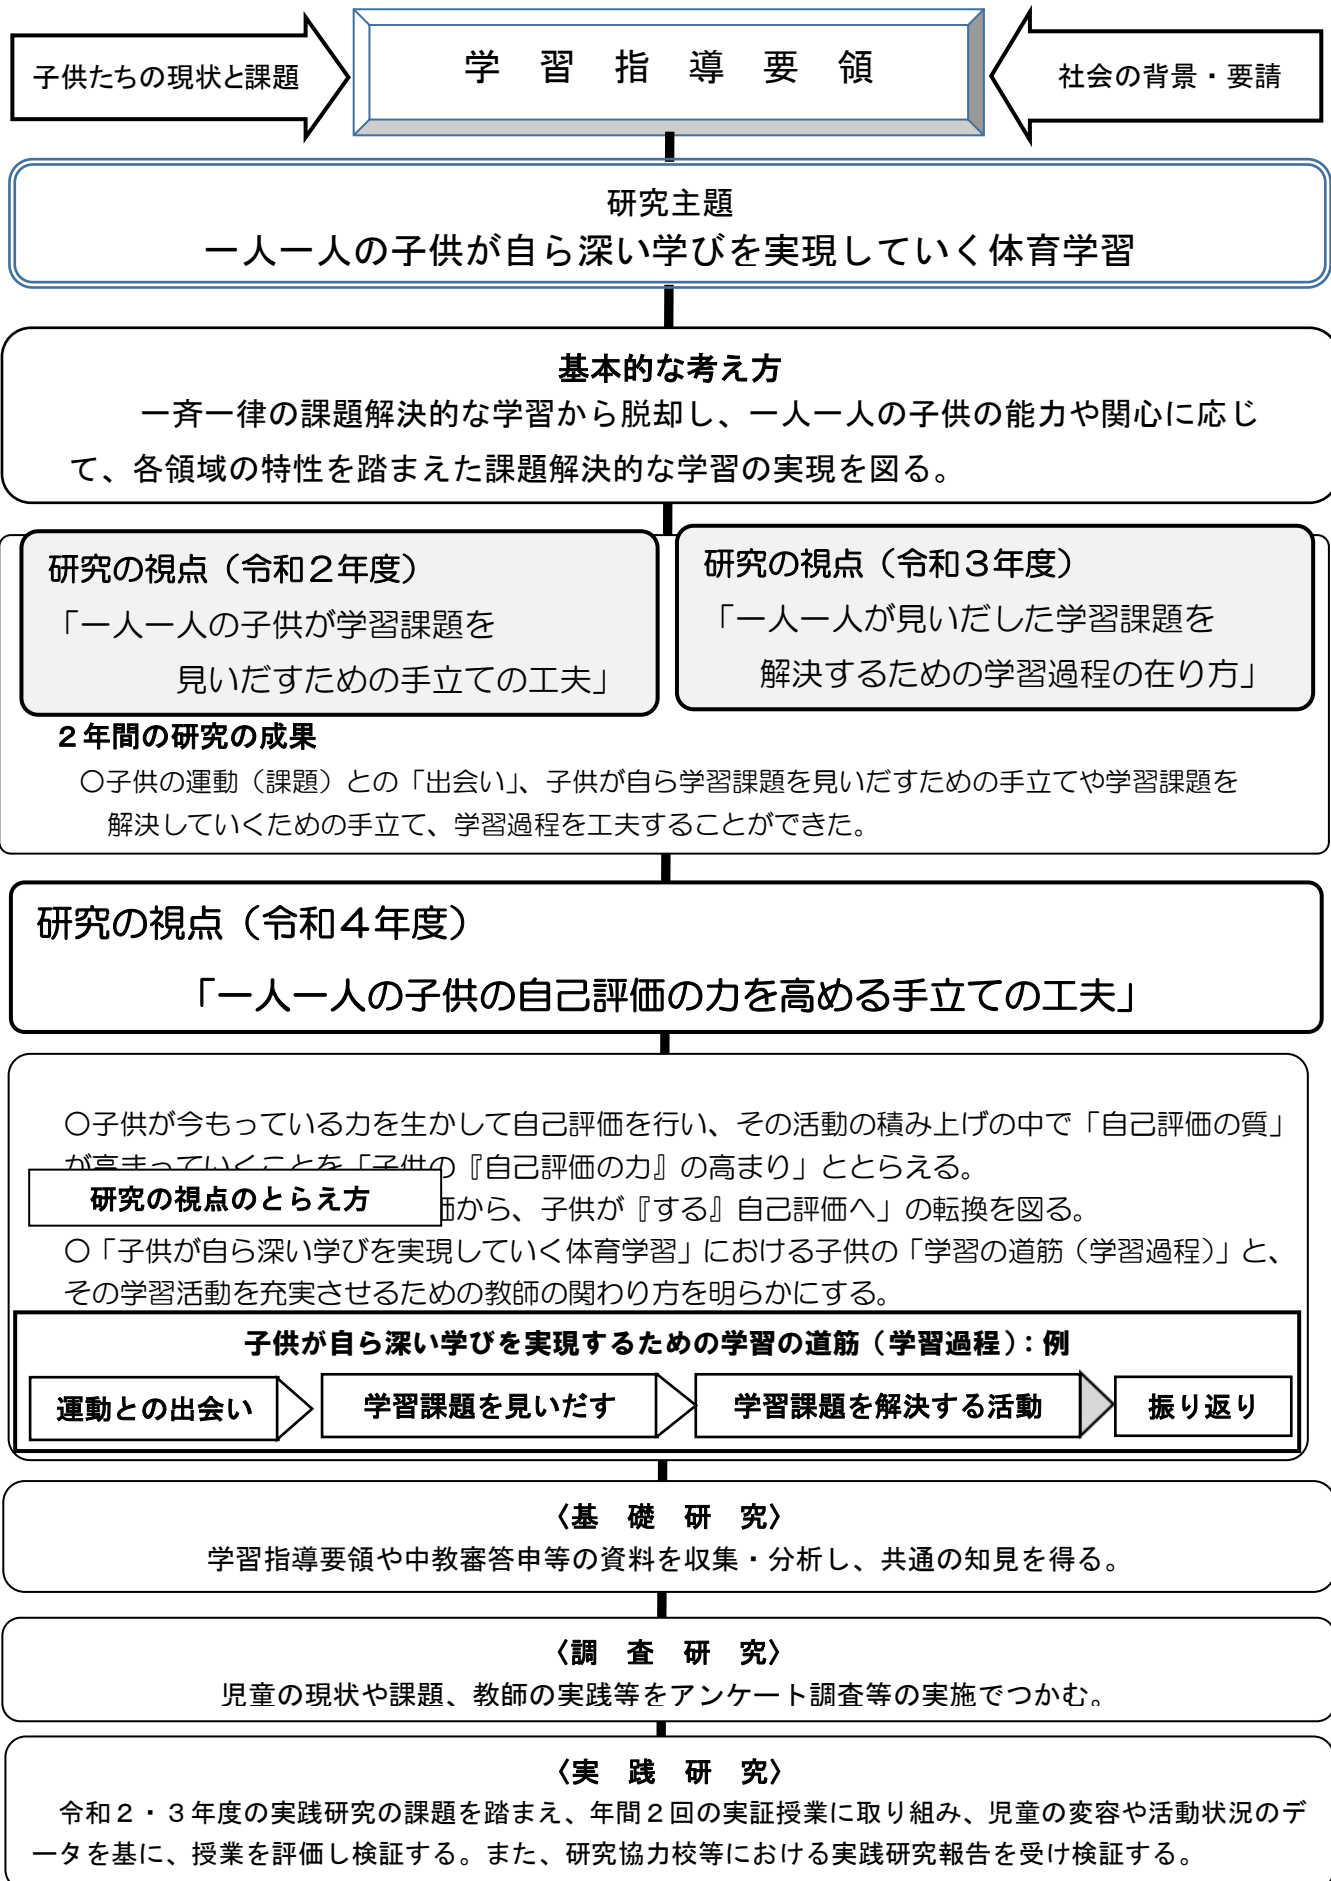 子供たちの現状と課題
学習指導要領
社会の背景・要請
研究主題
一人一人の子供が自ら深い学びを実現していく体育学習
基本的な考え方
一斉一律の課題解決的な学習から脱却し、一人一人の子供の能力や関心に応じ
て、各領域の特性を踏まえた課題解決的な学習の実現を図る。
研究の視点（令和２年度）
「一人一人の子供が学習課題を
見いだすための手立ての工夫」
研究の視点（令和３年度）
「一人一人が見いだした学習課題を
解決するための学習過程の在り方」
２年間の研究の成果
〇子供の運動（課題）との「出会い」、子供が自ら学習課題を見いだすための手立てや学習課題を
解決していくための手立て、学習過程を工夫することができた。
研究の視点（令和４年度）
「一人一人の子供の自己評価の力を高める手立ての工夫」
〇子供が今もっている力を生かして自己評価を行い、その活動の積み上げの中で「自己評価の質」
が高まっていくことを「子供の『自己評価の力』の高まり」ととらえる。
研究の視点のとらえ方
価から、子供が『する』自己評価へ」の転換を図る。
〇「子供が自ら深い学びを実現していく体育学習」における子供の「学習の道筋（学習過程）」と、
その学習活動を充実させるための教師の関わり方を明らかにする。
子供が自ら深い学びを実現するための学習の道筋（学習過程）：例
運動との出会い
学習課題を見いだす
学習課題を解決する活動
振り返り
〈基　礎　研　究〉
学習指導要領や中教審答申等の資料を収集・分析し、共通の知見を得る。
〈調　査　研　究〉
児童の現状や課題、教師の実践等をアンケート調査等の実施でつかむ。
〈実　践　研　究〉
令和２・３年度の実践研究の課題を踏まえ、年間２回の実証授業に取り組み、児童の変容や活動状況のデ
ータを基に、授業を評価し検証する。また、研究協力校等における実践研究報告を受け検証する。